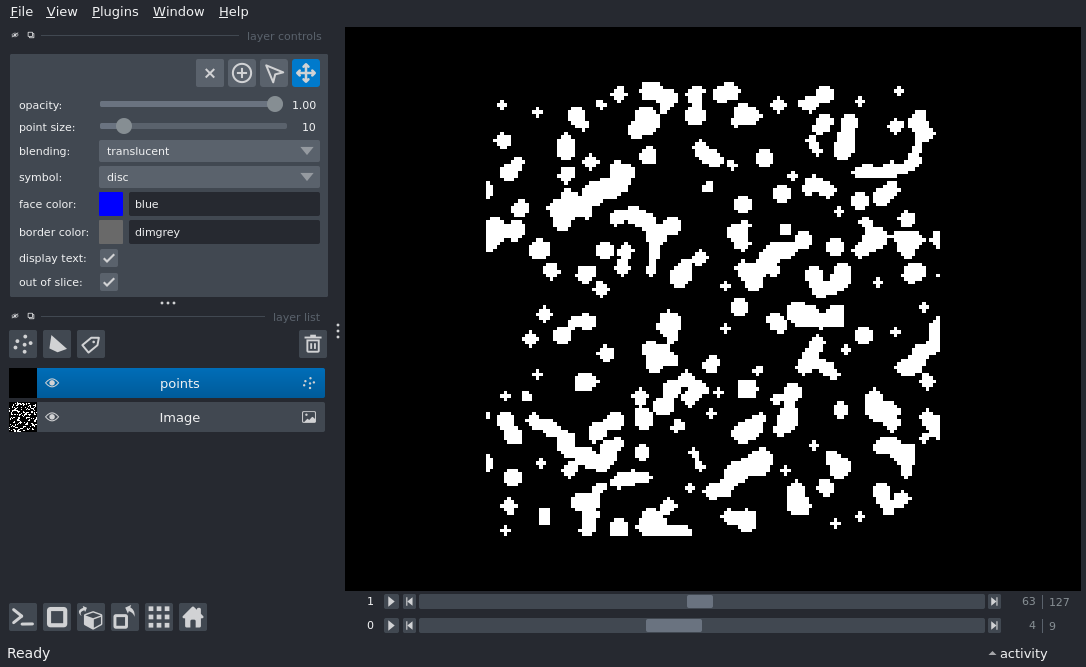 File View Plugins Window Help
layer controls
opacity: 1.00
point size: 10
blending: translucent
symbol: disc
face color: blue
border color: dimgrey
display text:
out of slice:
layer list
points
Image
1 63 127
0 4 9
Ready activity